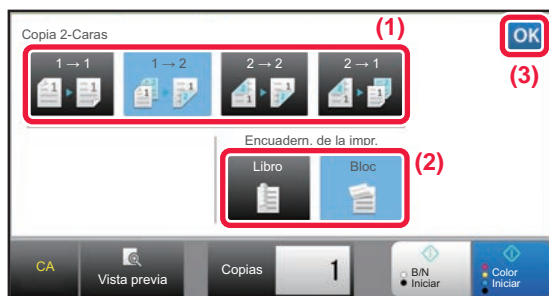 Copia 2-Caras
(1)
OK
(3)
1 → 1
1 → 2
2 → 2
2 → 1
Encuadern. de la impr.
Libro
Bloc
(2)
CA
Vista previa
Copias
1
B/N
Iniciar
Color
Iniciar